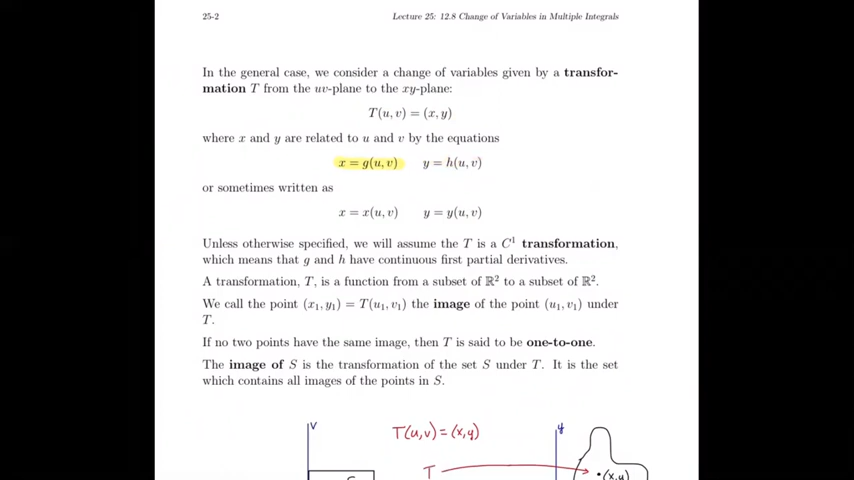 25-2 Lecture 25: 12.8 Change of Variables in Multiple Integrals
In the general case, we consider a change of variables given by a transfor-
mation T from the uv-plane to the xy-plane:
T(u, v) = (x, y)
where x and y are related to u and v by the equations
x = g(u, v) y = h(u, v)
or sometimes written as
x = x(u, v) y = y(u, v)
Unless otherwise specified, we will assume the T is a C¹ transformation,
which means that g and h have continuous first partial derivatives.
A transformation, T, is a function from a subset of ℝ² to a subset of ℝ².
We call the point (x₁, y₁) = T(u₁, v₁) the image of the point (u₁, v₁) under
T.
If no two points have the same image, then T is said to be one-to-one.
The image of S is the transformation of the set S under T. It is the set
which contains all images of the points in S.
v T(u,v)=(x,y) y
T (x,y)